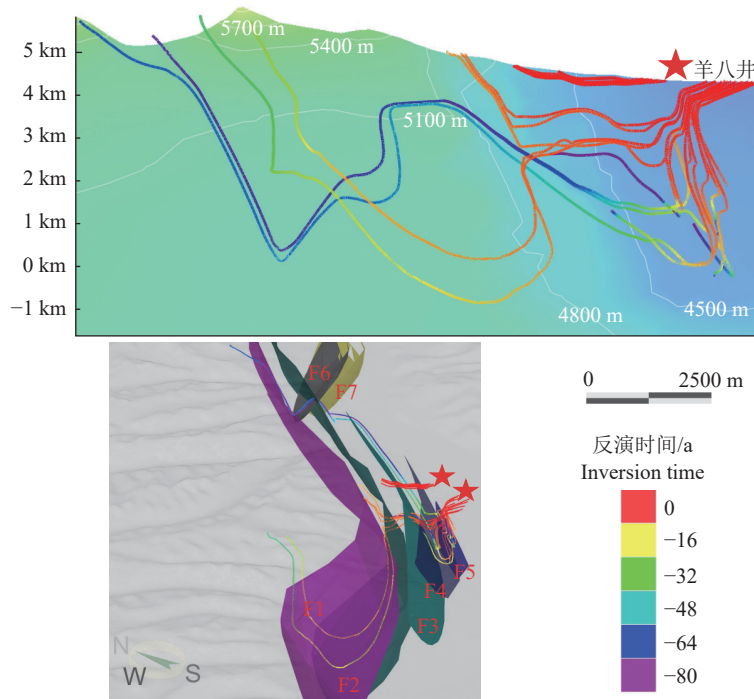 5 km
4 km
3 km
2 km
1 km
0 km
−1 km
5700 m
5400 m
5100 m
4800 m
4500 m
羊八井
F6
F7
F1
F2
F3
F4
F5
N
W
S
0 2500 m
反演时间/a
Inversion time
0
−16
−32
−48
−64
−80